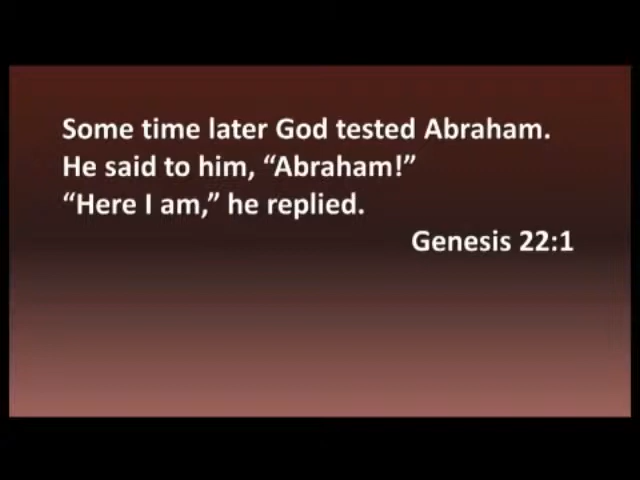 Some time later God tested Abraham.
He said to him, “Abraham!”
“Here I am,” he replied.
Genesis 22:1